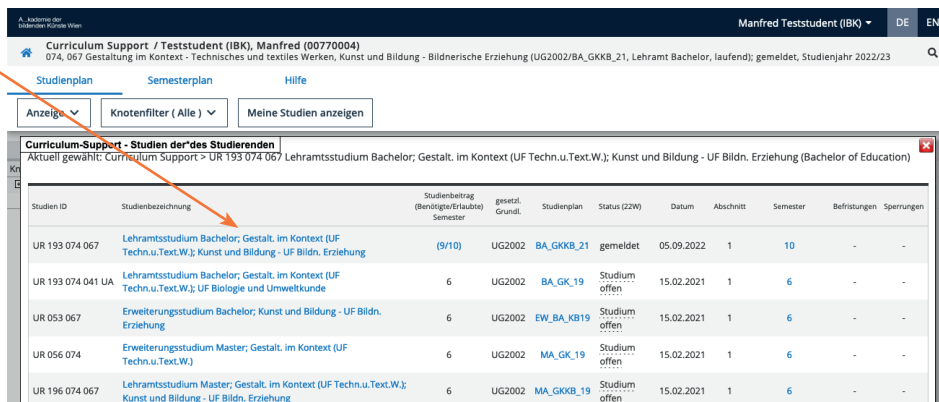 A...kademie der
bildenden Künste Wien
Manfred Teststudent (IBK)
DE
EN
Curriculum Support / Teststudent (IBK), Manfred (00770004)
074, 067 Gestaltung im Kontext - Technisches und textiles Werken, Kunst und Bildung - Bildnerische Erziehung (UG2002/BA_GKKB_21, Lehramt Bachelor, laufend); gemeldet, Studienjahr 2022/23
Studienplan Semesterplan Hilfe
Anzeige Knotenfilter ( Alle ) Meine Studien anzeigen
Curriculum-Support - Studien der*des Studierenden
Aktuell gewählt: Curriculum Support > UR 193 074 067 Lehramtsstudium Bachelor; Gestalt. im Kontext (UF Techn.u.Text.W.); Kunst und Bildung - UF Bildn. Erziehung (Bachelor of Education)
Kn
Studien ID Studienbezeichnung Studienbeitrag (Benötigte/Erlaubte) Semester gesetzl. Grundl. Studienplan Status (22W) Datum Abschnitt Semester Befristungen Sperrungen
UR 193 074 067 Lehramtsstudium Bachelor; Gestalt. im Kontext (UF Techn.u.Text.W.); Kunst und Bildung - UF Bildn. Erziehung (9/10) UG2002 BA_GKKB_21 gemeldet 05.09.2022 1 10 - -
UR 193 074 041 UA Lehramtsstudium Bachelor; Gestalt. im Kontext (UF Techn.u.Text.W.); UF Biologie und Umweltkunde 6 UG2002 BA_GK_19 Studium offen 15.02.2021 1 6 - -
UR 053 067 Erweiterungsstudium Bachelor; Kunst und Bildung - UF Bildn. Erziehung 6 UG2002 EW_BA_KB19 Studium offen 15.02.2021 1 6 - -
UR 056 074 Erweiterungsstudium Master; Gestalt. im Kontext (UF Techn.u.Text.W.) 6 UG2002 MA_GK_19 Studium offen 15.02.2021 1 6 - -
UR 196 074 067 Lehramtsstudium Master; Gestalt. im Kontext (UF Techn.u.Text.W.); Kunst und Bildung - UF Bildn. Erziehung 6 UG2002 MA_GKKB_19 Studium offen 15.02.2021 1 6 - -